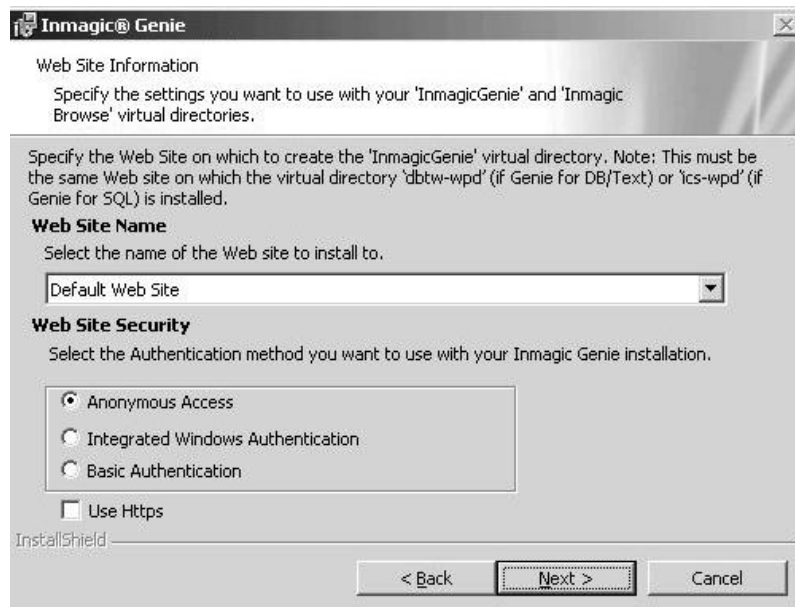 Inmagic® Genie
Web Site Information
Specify the settings you want to use with your 'InmagicGenie' and 'Inmagic
Browse' virtual directories.
Specify the Web Site on which to create the 'InmagicGenie' virtual directory. Note: This must be
the same Web site on which the virtual directory 'dbtw-wpd' (if Genie for DB/Text) or 'ics-wpd' (if
Genie for SQL) is installed.
Web Site Name
Select the name of the Web site to install to.
Default Web Site
Web Site Security
Select the Authentication method you want to use with your Inmagic Genie installation.
Anonymous Access
Integrated Windows Authentication
Basic Authentication
Use Https
InstallShield
< Back Next > Cancel